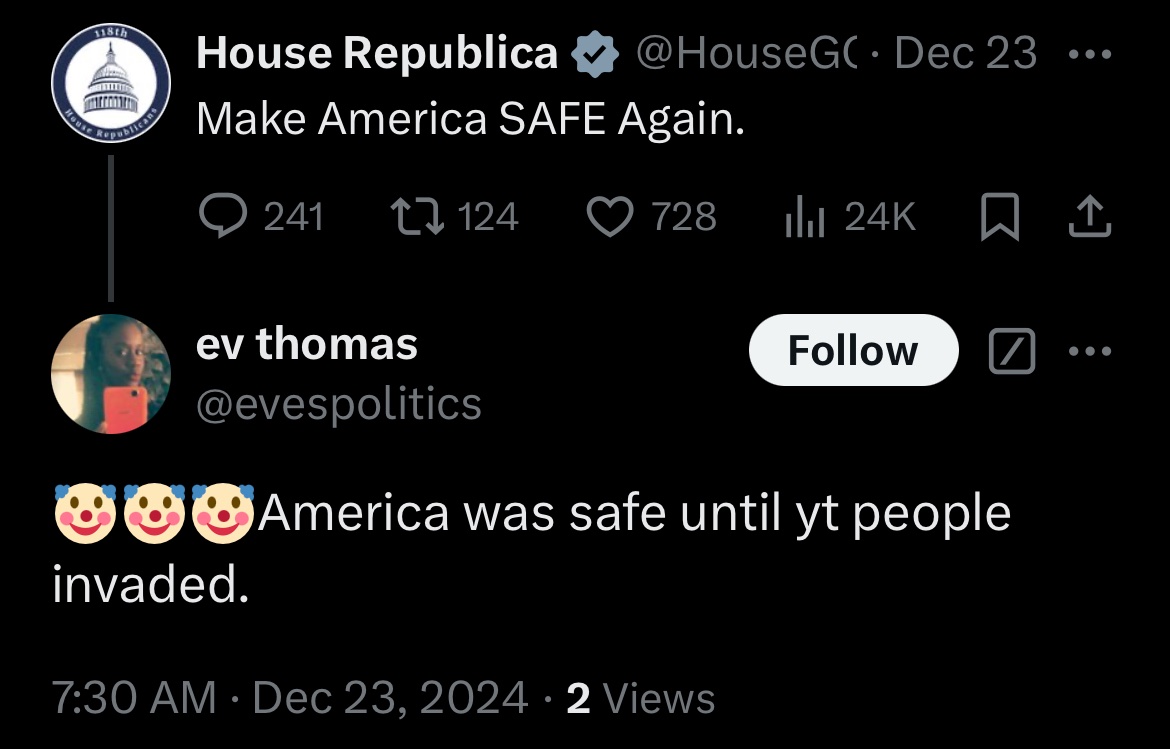 118th
House Republicans
House Republica @HouseG( · Dec 23
Make America SAFE Again.
241 124 728 24K
ev thomas
Follow
@evespolitics
🤡🤡🤡America was safe until yt people
invaded.
7:30 AM · Dec 23, 2024 · 2 Views